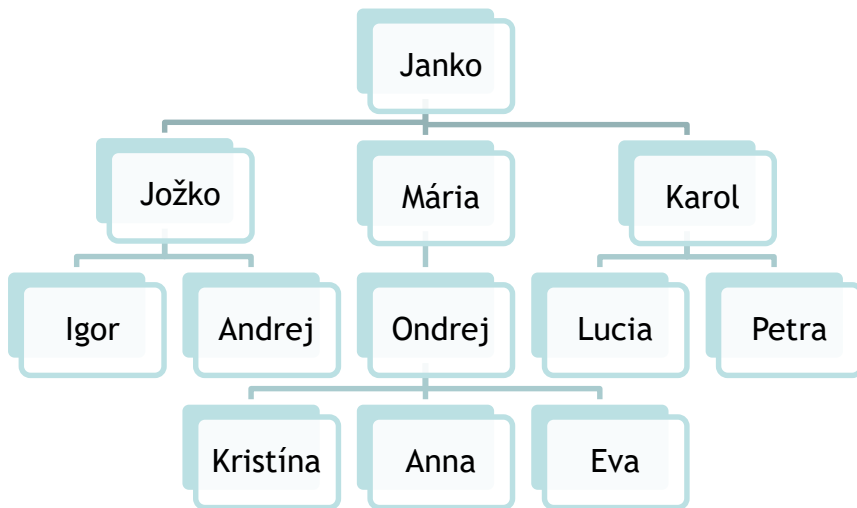 Janko
Jožko
Mária
Karol
Igor
Andrej
Ondrej
Lucia
Petra
Kristína
Anna
Eva